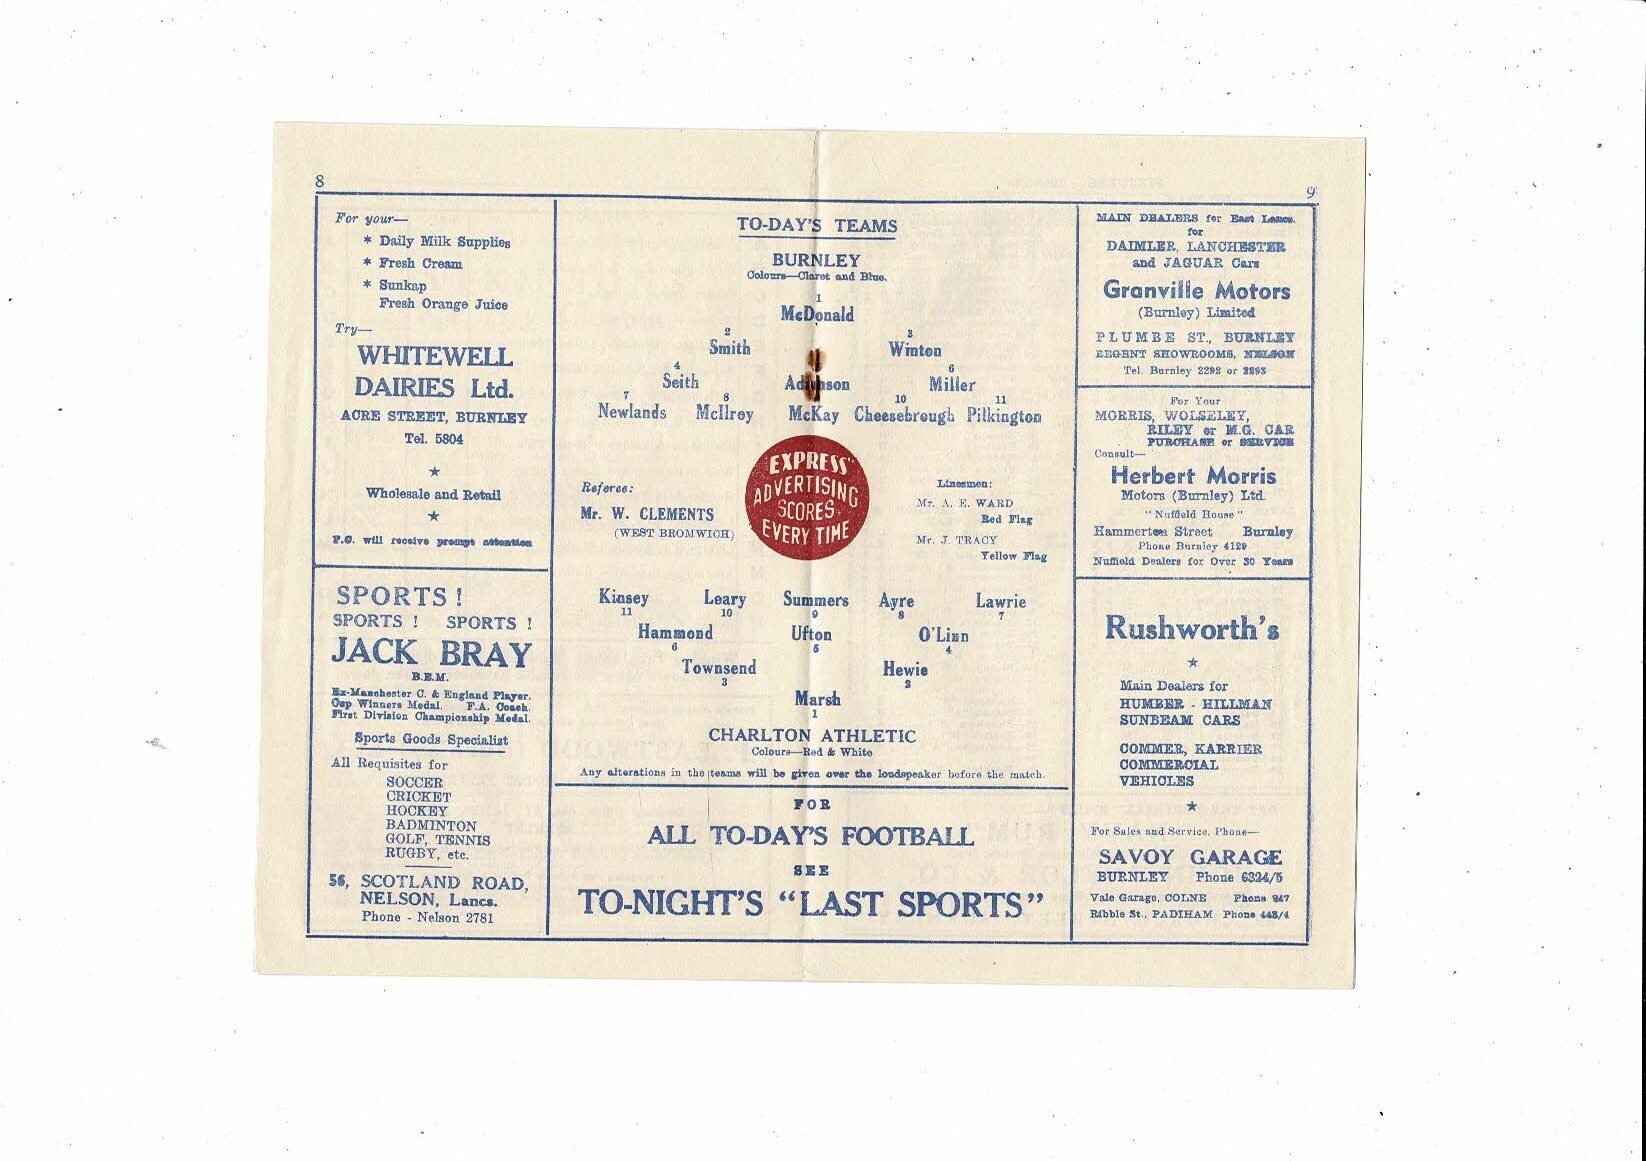 8
For your—
* Daily Milk Supplies
* Fresh Cream
* Sunkap
Fresh Orange Juice
Try—
WHITEWELL
DAIRIES Ltd.
ACRE STREET, BURNLEY
Tel. 5804
★
Wholesale and Retail
★
P.C. will receive prompt attention
SPORTS !
SPORTS ! SPORTS !
JACK BRAY
B.E.M.
Ex-Manchester C. & England Player.
Cup Winners Medal. F.A. Coach.
First Division Championship Medal.
Sports Goods Specialist
All Requisites for
SOCCER
CRICKET
HOCKEY
BADMINTON
GOLF, TENNIS
RUGBY, etc.
56, SCOTLAND ROAD,
NELSON, Lancs.
Phone - Nelson 2781
TO-DAY'S TEAMS
BURNLEY
Colours—Claret and Blue.
1
McDonald
2 3
Smith Winton
4 6
Seith Adamson Miller
7 8 10 11
Newlands McIlroy McKay Cheesebrough Pilkington
"EXPRESS"
ADVERTISING
SCORES
EVERY TIME
Referee:
Mr. W. CLEMENTS
(WEST BROMWICH)
Linesmen:
Mr. A. E. WARD
Red Flag
Mr. J. TRACY
Yellow Flag
Kinsey Leary Summers Ayre Lawrie
11 10 9 8 7
Hammond Ufton O'Linn
6 5 4
Townsend Hewie
3 2
Marsh
1
CHARLTON ATHLETIC
Colours—Red & White
Any alterations in the teams will be given over the loudspeaker before the match.
FOR
ALL TO-DAY'S FOOTBALL
SEE
TO-NIGHT'S "LAST SPORTS"
9
MAIN DEALERS for East Lancs.
for
DAIMLER, LANCHESTER
and JAGUAR Cars
Granville Motors
(Burnley) Limited
PLUMBE ST., BURNLEY
REGENT SHOWROOMS, NELSON
Tel. Burnley 2292 or 2293
For Your
MORRIS, WOLSELEY,
RILEY or M.G. CAR
PURCHASE or SERVICE
Consult—
Herbert Morris
Motors (Burnley) Ltd.
"Nuffield House"
Hammerton Street Burnley
Phone Burnley 4129
Nuffield Dealers for Over 30 Years
Rushworth's
★
Main Dealers for
HUMBER - HILLMAN
SUNBEAM CARS
COMMER, KARRIER
COMMERCIAL
VEHICLES
★
For Sales and Service, Phone—
SAVOY GARAGE
BURNLEY Phone 6324/5
Vale Garage, COLNE Phone 947
Ribble St., PADIHAM Phone 443/4